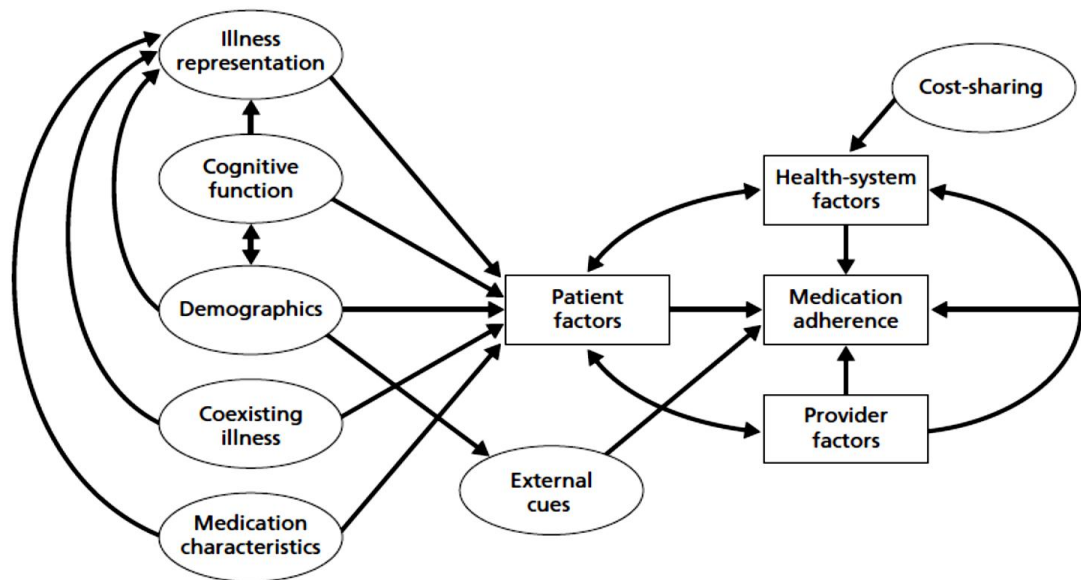 Illness
representation
Cost-sharing
Cognitive
function
Health-system
factors
Demographics
Patient
factors
Medication
adherence
Coexisting
illness
Provider
factors
External
cues
Medication
characteristics